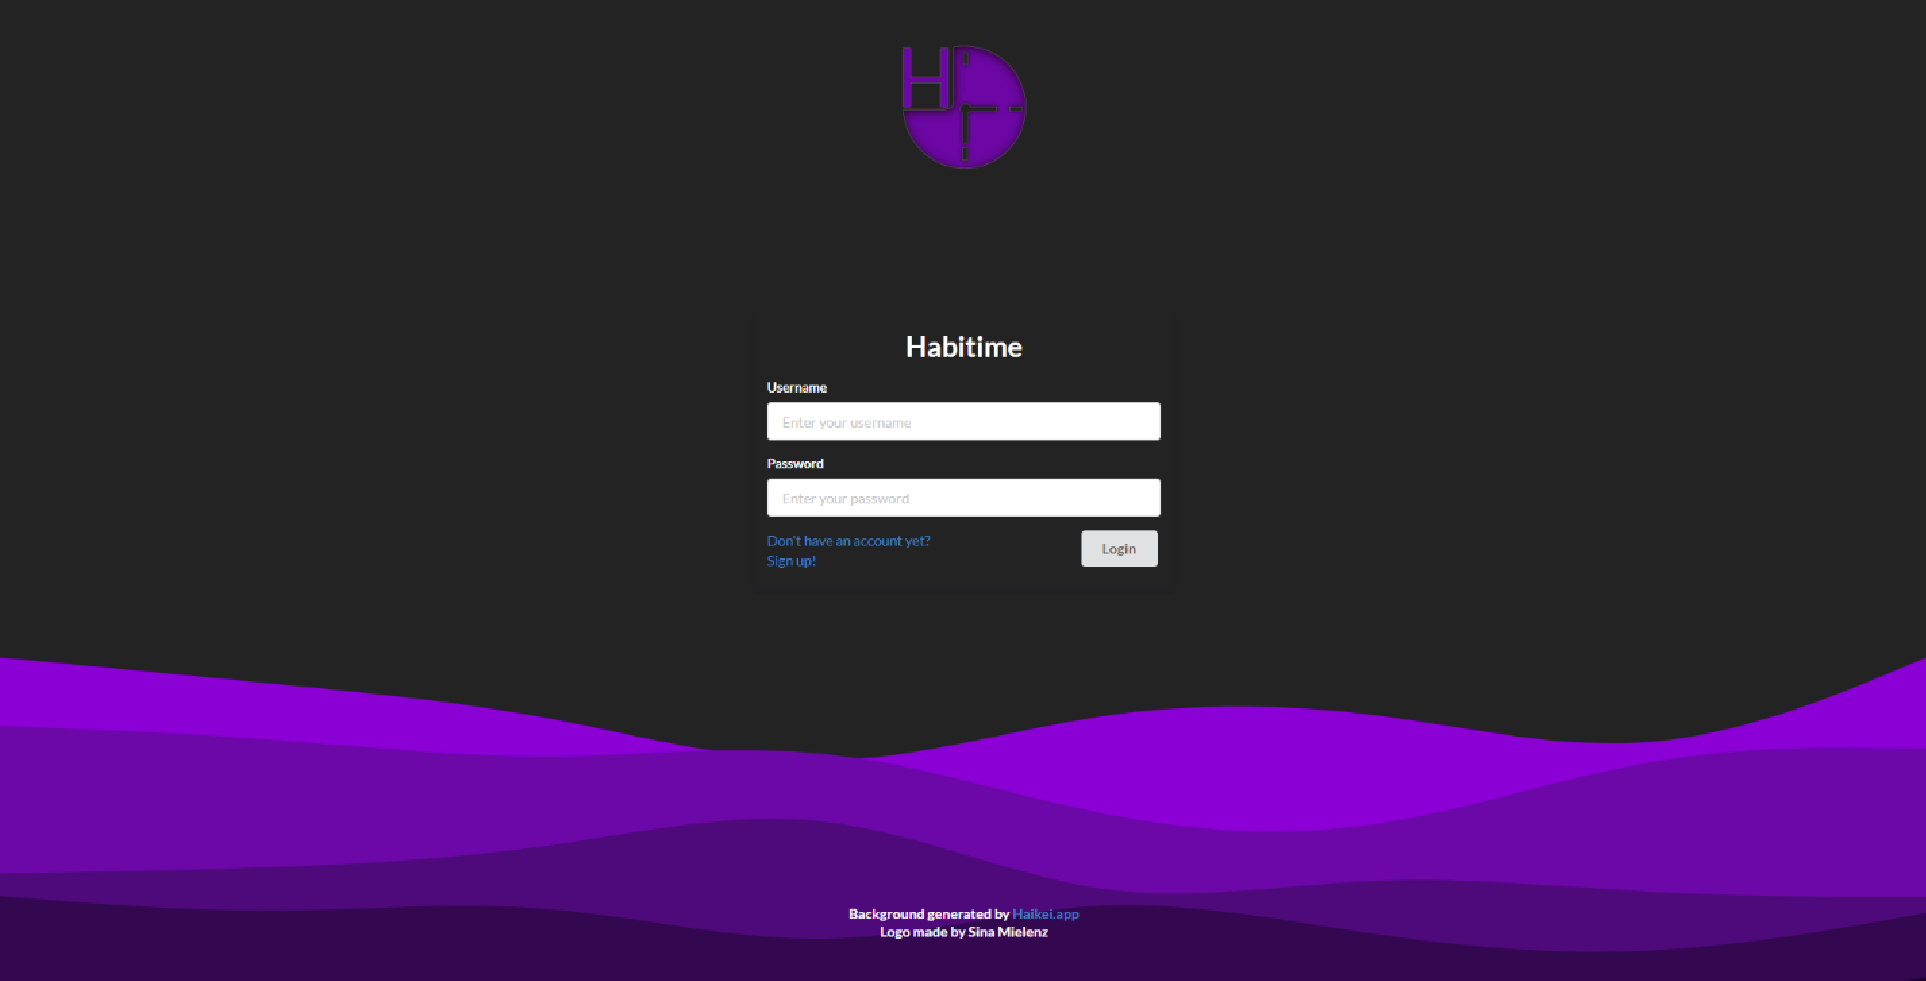 H
Habitime
Username
Enter your username
Password
Enter your password
Don't have an account yet?
Sign up!
Login
Background generated by Haikei.app
Logo made by Sina Mielenz